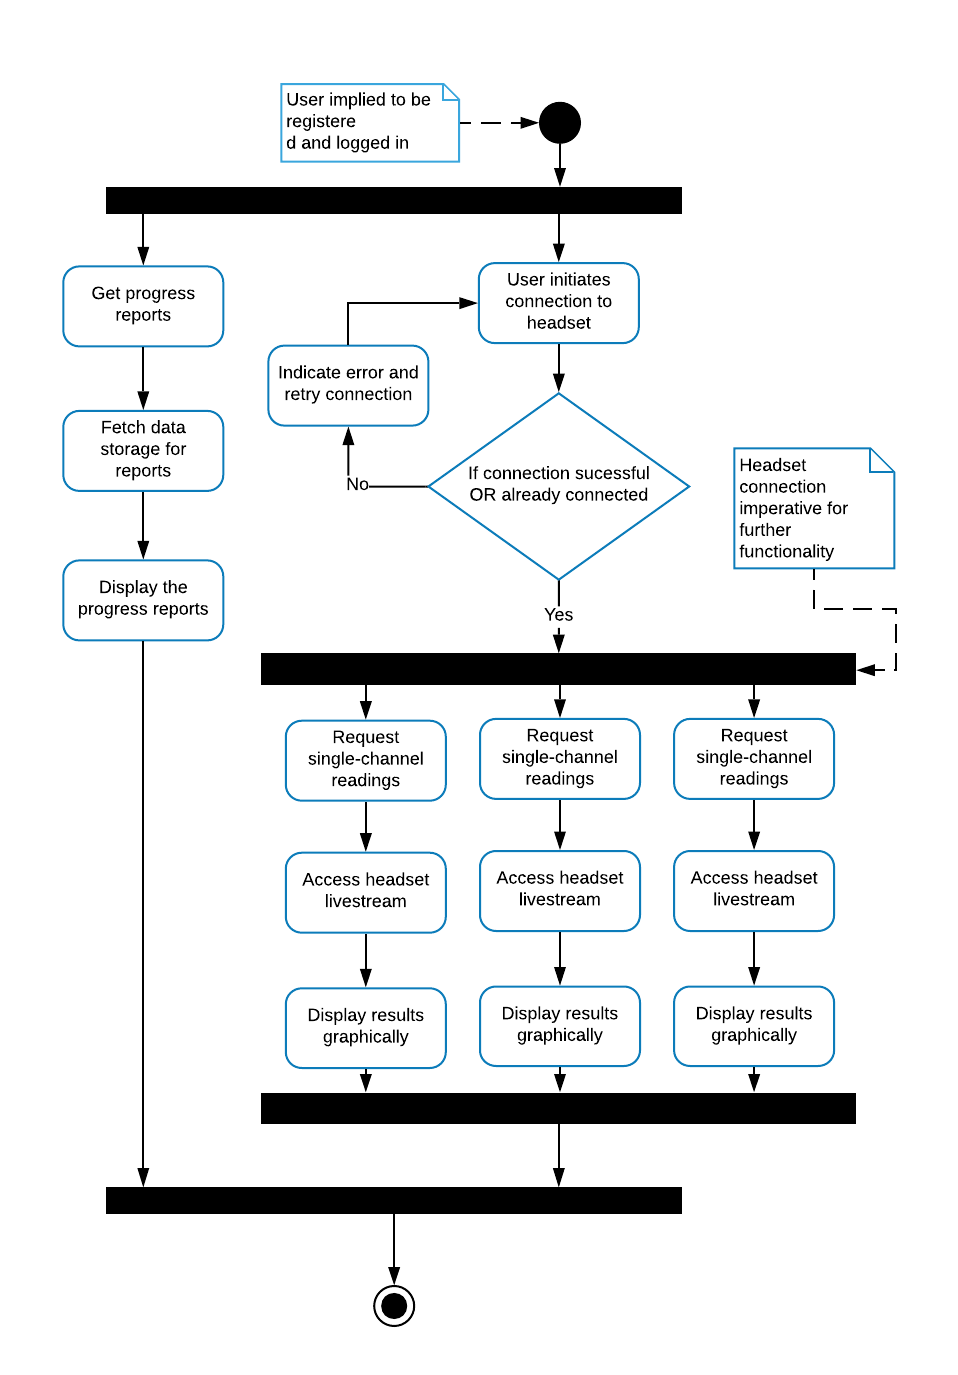 User implied to be
registere
d and logged in
Get progress
reports
User initiates
connection to
headset
Indicate error and
retry connection
Fetch data
storage for
reports
If connection sucessful
OR already connected
No
Headset
connection
imperative for
further
functionality
Display the
progress reports
Yes
Request
single-channel
readings
Request
single-channel
readings
Request
single-channel
readings
Access headset
livestream
Access headset
livestream
Access headset
livestream
Display results
graphically
Display results
graphically
Display results
graphically